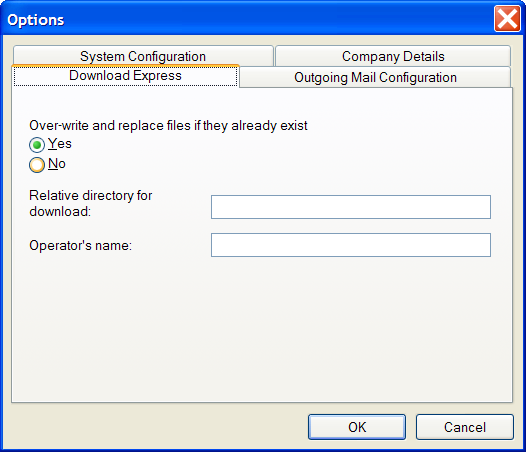 Options
System Configuration
Company Details
Download Express
Outgoing Mail Configuration
Over-write and replace files if they already exist
Yes
No
Relative directory for
download:
Operator's name:
OK
Cancel